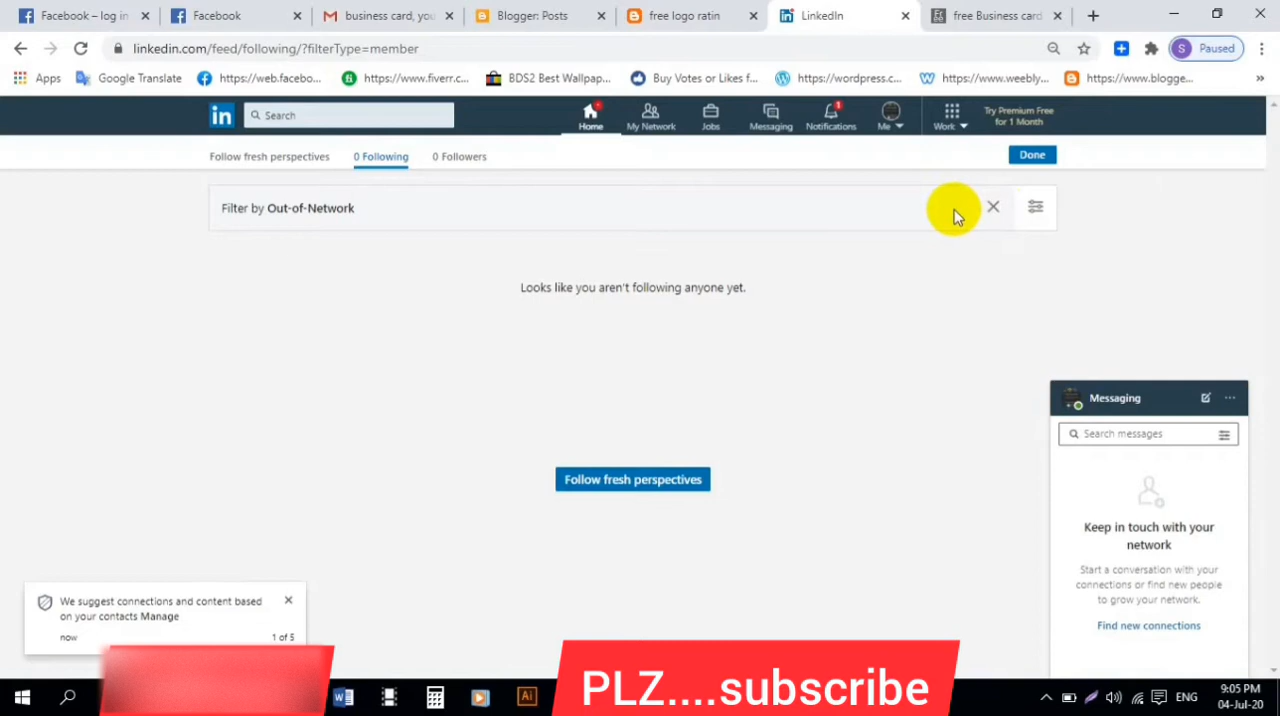 Facebook – log in
Facebook
business card, you
Blogger: Posts
free logo ratin
LinkedIn
free Business card
linkedin.com/feed/following/?filterType=member
S Paused
Apps
Google Translate
https://web.facebo...
https://www.fiverr.c...
BDS2 Best Wallpap...
Buy Votes or Likes f...
https://wordpress.c...
https://www.weebly...
https://www.blogge...
»
in
Search
Home
My Network
Jobs
Messaging
1
Notifications
Me
Work
Try Premium Free
for 1 Month
Follow fresh perspectives
0 Following
0 Followers
Done
Filter by Out-of-Network
Looks like you aren't following anyone yet.
Follow fresh perspectives
Messaging
Search messages
Keep in touch with your
network
Start a conversation with your
connections or find new people
to grow your network.
Find new connections
We suggest connections and content based
on your contacts Manage
now
1 of 5
PLZ....subscribe
W
Ai
ENG
9:05 PM
04-Jul-20